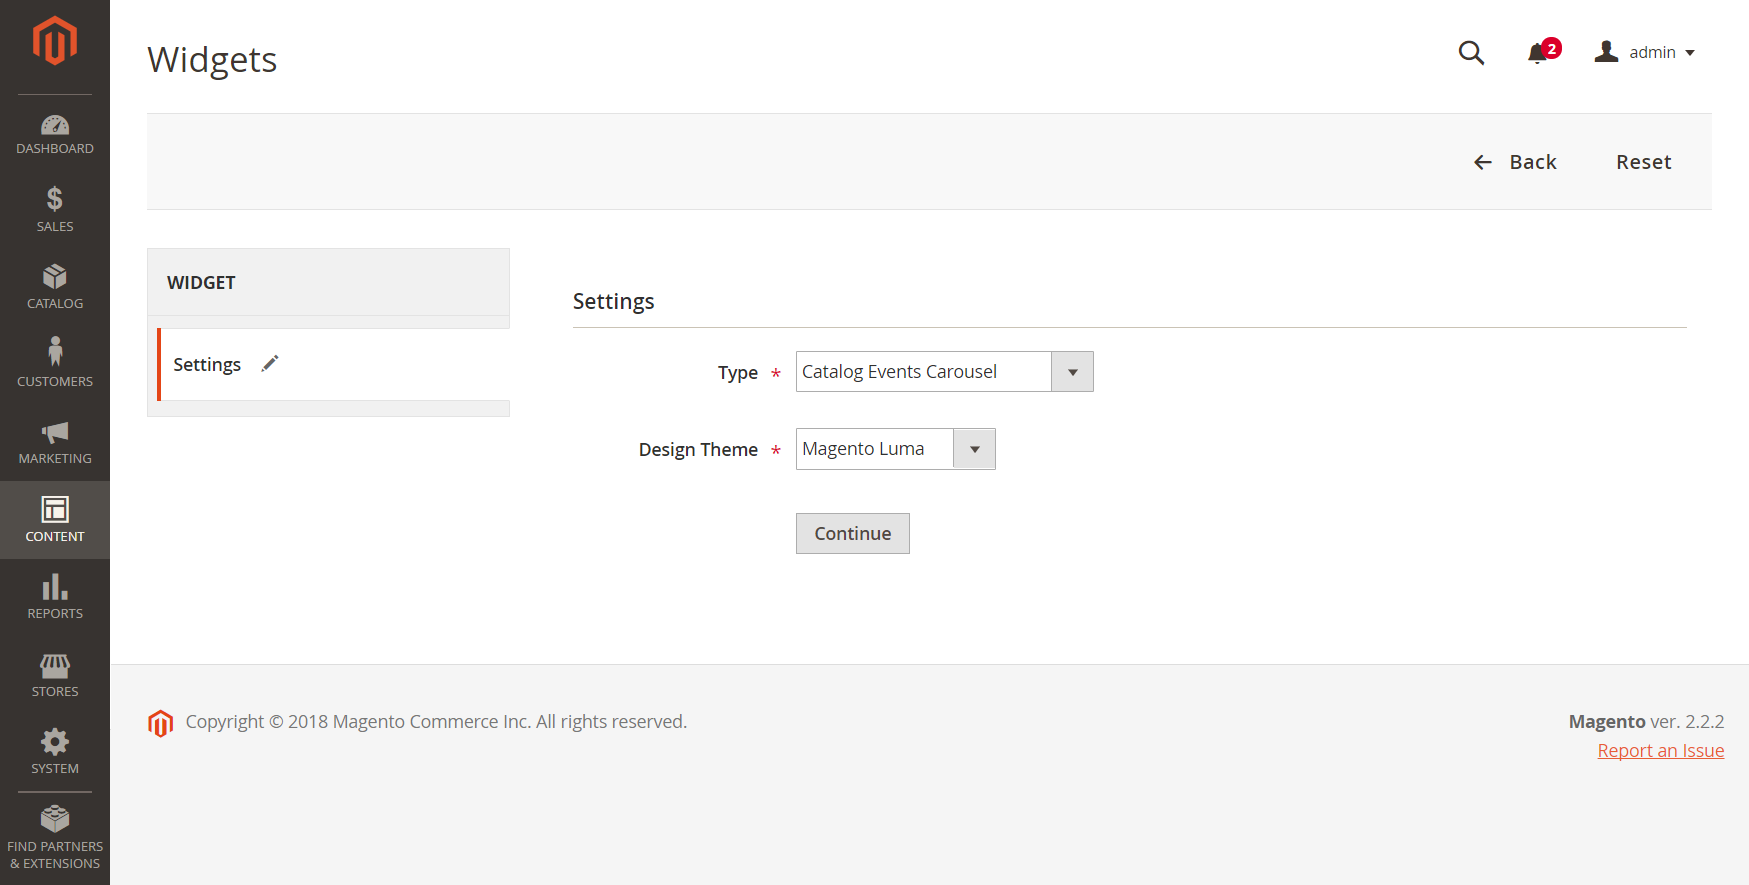 Widgets
2
admin
Back
Reset
DASHBOARD
SALES
CATALOG
CUSTOMERS
MARKETING
CONTENT
REPORTS
STORES
SYSTEM
FIND PARTNERS
& EXTENSIONS
WIDGET
Settings
Settings
Type *
Catalog Events Carousel
Design Theme *
Magento Luma
Continue
Copyright © 2018 Magento Commerce Inc. All rights reserved.
Magento ver. 2.2.2
Report an Issue